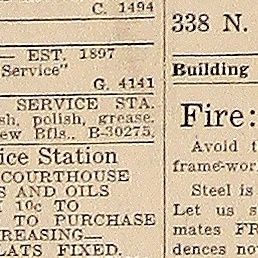 C. 1494
EST. 1897
Service"
G. 4141
SERVICE STA.
sh, polish, grease.
ew Bfls.. B-30275.
ice Station
COURTHOUSE
S AND OILS
10c TO
TO PURCHASE
REASING—
LATS FIXED.
338 N.
Building
Fire:
Avoid t
frame-wor
Steel is
Let us s
mates FR
dences no